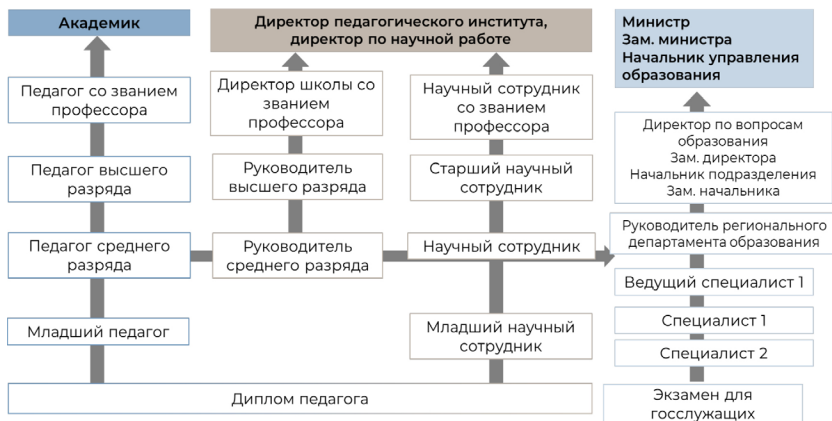 Академик
Директор педагогического института,
директор по научной работе
Министр
Зам. министра
Начальник управления
образования
Педагог со званием
профессора
Директор школы со
званием
профессора
Научный сотрудник
со званием
профессора
Директор по вопросам
образования
Зам. директора
Начальник подразделения
Зам. начальника
Педагог высшего
разряда
Руководитель
высшего разряда
Старший научный
сотрудник
Педагог среднего
разряда
Руководитель
среднего разряда
Научный сотрудник
Руководитель регионального
департамента образования
Ведущий специалист 1
Младший педагог
Младший научный
сотрудник
Специалист 1
Специалист 2
Диплом педагога
Экзамен для
госслужащих